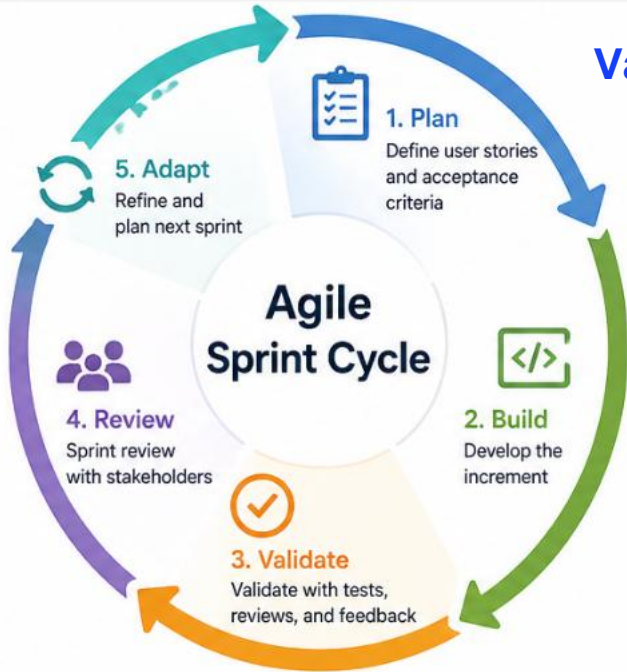 1. Plan
Define user stories
and acceptance
criteria
2. Build
Develop the
increment
3. Validate
Validate with tests,
reviews, and feedback
4. Review
Sprint review
with stakeholders
5. Adapt
Refine and
plan next sprint
Agile
Sprint Cycle